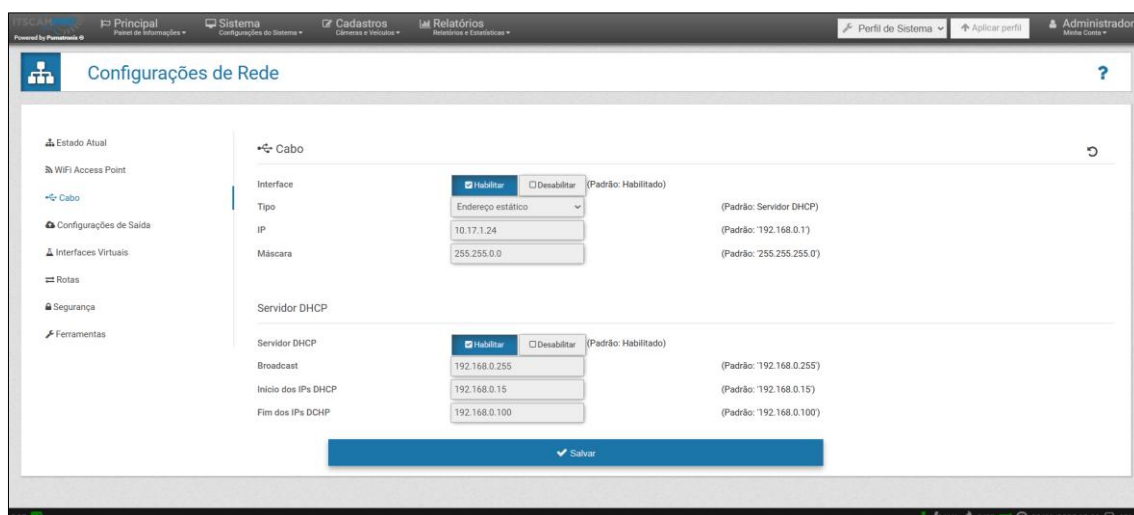 ITSCAM
Powered by Pumatronix
Principal
Painel de Informações
Sistema
Configurações do Sistema
Cadastros
Câmeras e Veículos
Relatórios
Relatórios e Estatísticas
Perfil de Sistema
Aplicar perfil
Administrador
Minha Conta
Configurações de Rede
?
Estado Atual
WiFi Access Point
Cabo
Configurações de Saída
Interfaces Virtuais
Rotas
Segurança
Ferramentas
Cabo
Interface Habilitar Desabilitar (Padrão: Habilitado)
Tipo Endereço estático (Padrão: Servidor DHCP)
IP 10.17.1.24 (Padrão: '192.168.0.1')
Máscara 255.255.0.0 (Padrão: '255.255.255.0')
Servidor DHCP
Servidor DHCP Habilitar Desabilitar (Padrão: Habilitado)
Broadcast 192.168.0.255 (Padrão: '192.168.0.255')
Início dos IPs DHCP 192.168.0.15 (Padrão: '192.168.0.15')
Fim dos IPs DCHP 192.168.0.100 (Padrão: '192.168.0.100')
Salvar